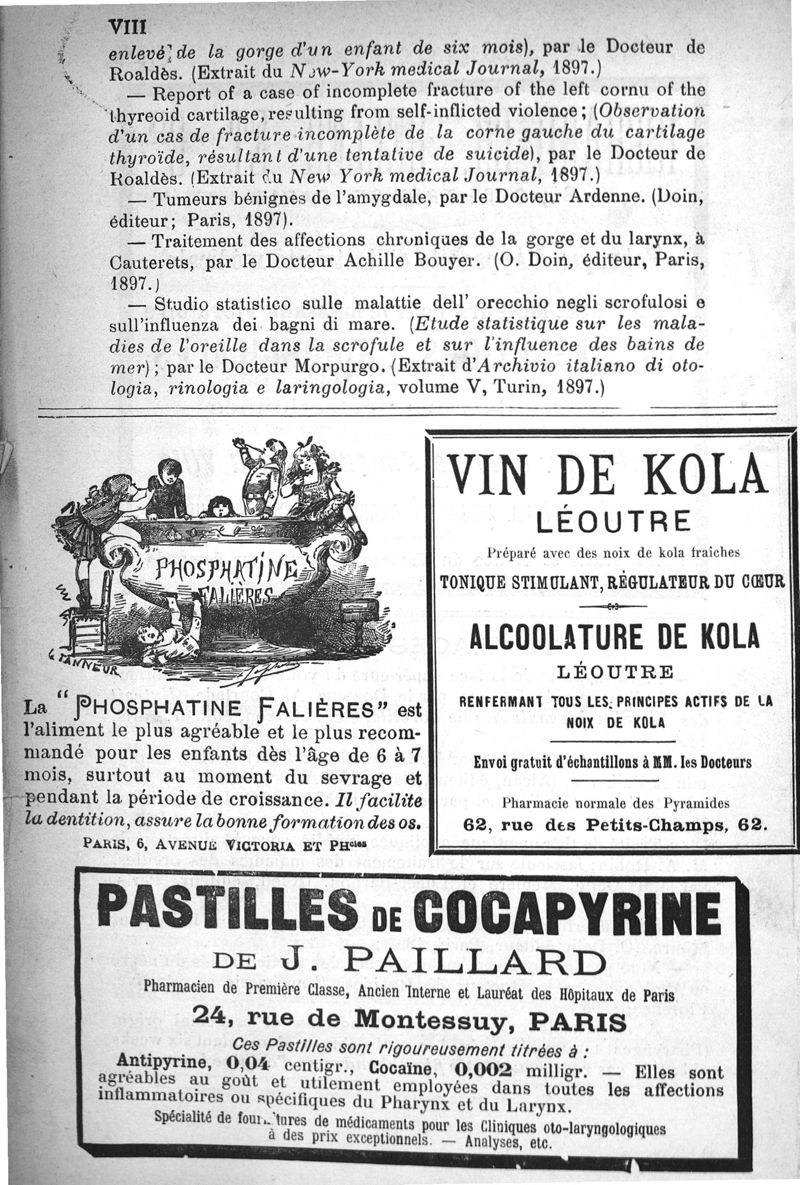 VIII
enlevé de la gorge d'un enfant de six mois), par le Docteur de
Roaldès. (Extrait du New-York medical Journal, 1897.)
— Report of a case of incomplete fracture of the left cornu of the
thyreoid cartilage, resulting from self-inflicted violence ; (Observation
d'un cas de fracture incomplète de la corne gauche du cartilage
thyroïde, résultant d'une tentative de suicide), par le Docteur de
Roaldès. (Extrait du New York medical Journal, 1897.)
— Tumeurs bénignes de l'amygdale, par le Docteur Ardenne. (Doin,
éditeur ; Paris, 1897).
— Traitement des affections chroniques de la gorge et du larynx, à
Cauterets, par le Docteur Achille Bouyer. (O. Doin, éditeur, Paris,
1897.)
— Studio statistico sulle malattie dell' orecchio negli scrofulosi e
sull'influenza dei bagni di mare. (Etude statistique sur les mala-
dies de l'oreille dans la scrofule et sur l'influence des bains de
mer) ; par le Docteur Morpurgo. (Extrait d'Archivio italiano di oto-
logia, rinologia e laringologia, volume V, Turin, 1897.)
"PHOSPHATINE
FALIÈRES"
G TANNEUR
La "PHOSPHATINE FALIÈRES" est
l'aliment le plus agréable et le plus recom-
mandé pour les enfants dès l'âge de 6 à 7
mois, surtout au moment du sevrage et
pendant la période de croissance. Il facilite
la dentition, assure la bonne formation des os.
PARIS, 6, AVENUE VICTORIA ET PHcies
VIN DE KOLA
LÉOUTRE
Préparé avec des noix de kola fraîches
TONIQUE STIMULANT, RÉGULATEUR DU CŒUR
ALCOOLATURE DE KOLA
LÉOUTRE
RENFERMANT TOUS LES PRINCIPES ACTIFS DE LA
NOIX DE KOLA
Envoi gratuit d'échantillons à MM. les Docteurs
Pharmacie normale des Pyramides
62, rue des Petits-Champs, 62.
PASTILLES DE COCAPYRINE
DE J. PAILLARD
Pharmacien de Première Classe, Ancien Interne et Lauréat des Hôpitaux de Paris
24, rue de Montessuy, PARIS
Ces Pastilles sont rigoureusement titrées à :
Antipyrine, 0,04 centigr., Cocaïne, 0,002 milligr. — Elles sont
agréables au goût et utilement employées dans toutes les affections
inflammatoires ou spécifiques du Pharynx et du Larynx.
Spécialité de fournitures de médicaments pour les Cliniques oto-laryngologiques
à des prix exceptionnels. — Analyses, etc.